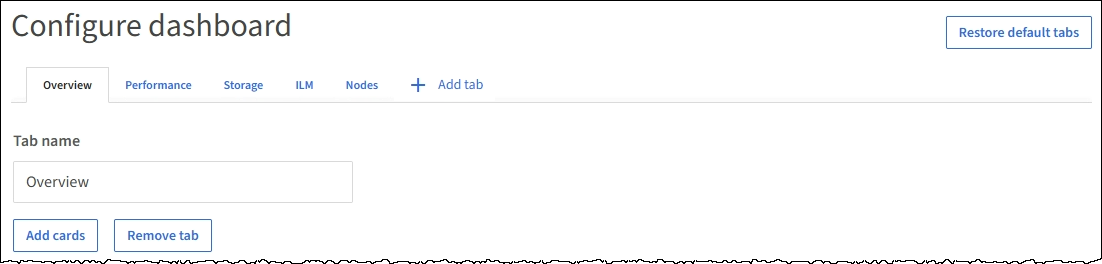 Configure dashboard
Restore default tabs
Overview Performance Storage ILM Nodes + Add tab
Tab name
Overview
Add cards Remove tab